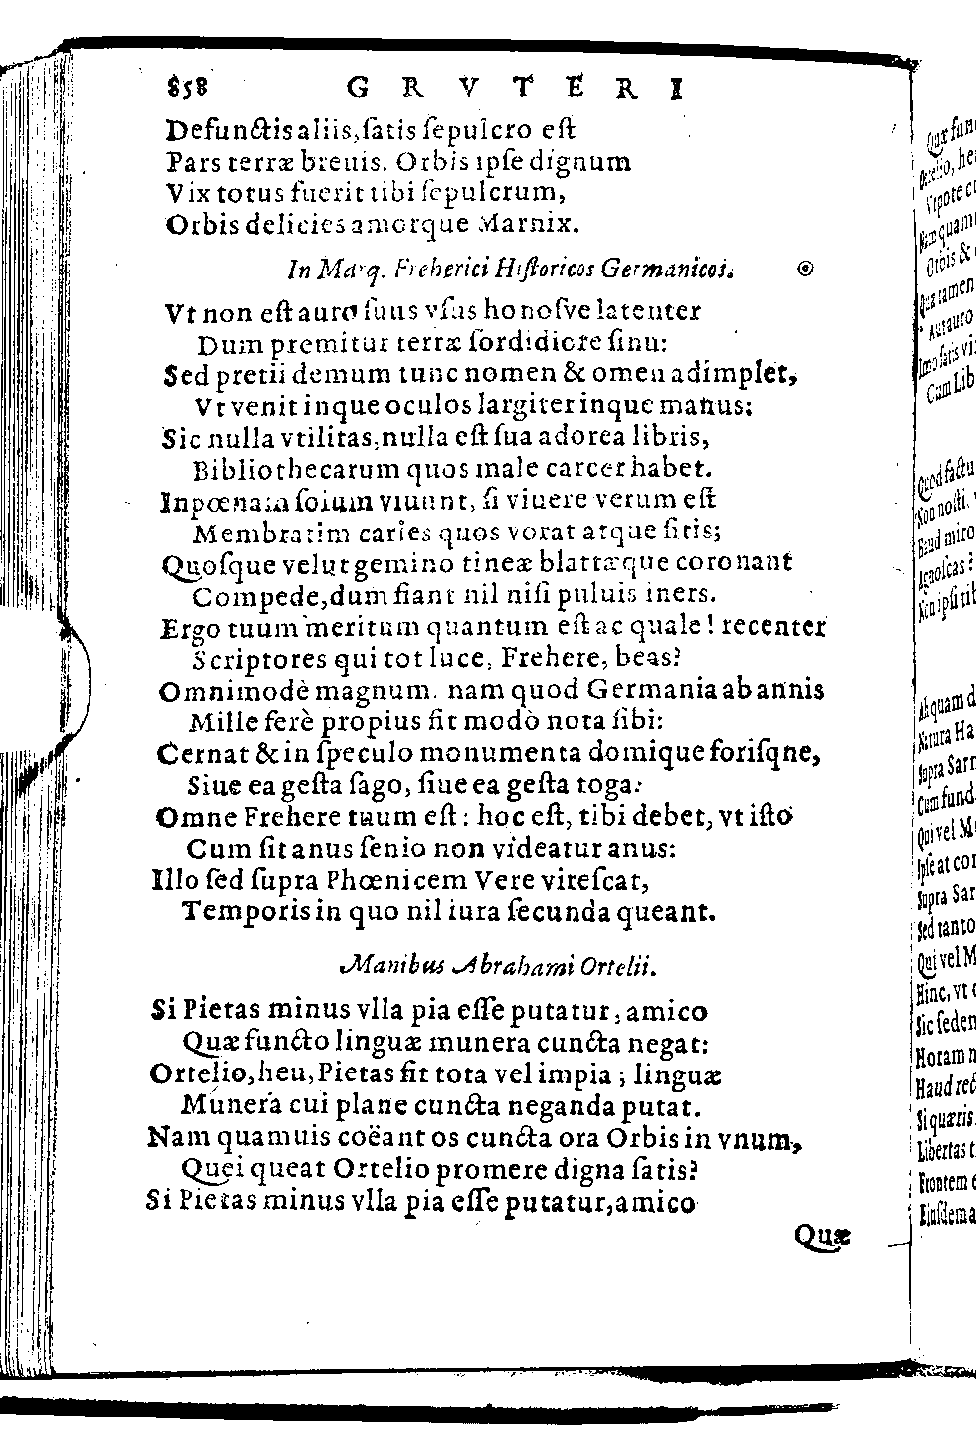 858 GRVTERI
Defunctis aliis, ſatis ſepulcro eſt
Pars terræ breuis. Orbis ipſe dignum
Vix totus fuerit tibi ſepulcrum,
Orbis delicies amorque Marnix.
In Marq. Freherici Hiſtoricos Germanicos.
Vt non eſt auro ſuus vſus honoſve latenter
Dum premitur terræ ſordidiore ſinu:
Sed pretii demum tunc nomen & omen adimplet,
Vt venit inque oculos largiter inque manus;
Sic nulla vtilitas, nulla eſt ſua adorea libris,
Bibliothecarum quos male carcer habet.
In pœnam ſolum viuunt, ſi viuere verum eſt
Membratim caries quos vorat atque ſitis;
Quoſque velut gemino tineæ blattæque coronant
Compede, dum fiant nil niſi puluis iners.
Ergo tuum meritum quantum eſt ac quale! recenter
Scriptores qui tot luce, Frehere, beas?
Omnimodè magnum. nam quod Germania ab annis
Mille ferè propius fit modò nota ſibi:
Cernat & in ſpeculo monumenta domique foriſqne,
Siue ea geſta ſago, ſiue ea geſta toga:
Omne Frehere tuum eſt: hoc eſt, tibi debet, vt iſto
Cum ſit anus ſenio non videatur anus:
Illo ſed ſupra Phœnicem Vere vireſcat,
Temporis in quo nil iura ſecunda queant.
Manibus Abrahami Ortelii.
Si Pietas minus vlla pia eſſe putatur, amico
Quæ functo linguæ munera cuncta negat:
Ortelio, heu, Pietas fit tota vel impia; linguæ
Munera cui plane cuncta neganda putat.
Nam quamuis coëant os cuncta ora Orbis in vnum,
Quei queat Ortelio promere digna ſatis?
Si Pietas minus vlla pia eſſe putatur, amico
Quæ